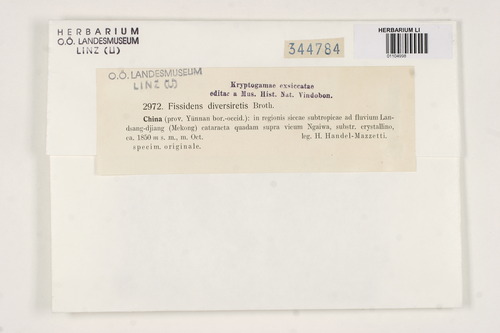 HERBARIUM
O.Ö. LANDESMUSEUM
LINZ (LI)
344784
HERBARIUM LI
O.Ö. LANDESMUSEUM
LINZ (LI)
Kryptogamae exsiccatae
editae a Mus. Hist. Nat. Vindobon.
2972. Fissidens diversiretis Broth.
China (prov. Yünnan bor.-occid.): in regionis siccae subtropicae ad fluvium Lan-
dsang-djiang (Mekong) cataracta quadam supra vicum Ngaiwa, substr. crystallino,
ca. 1850 m s. m., m. Oct. leg. H. Handel-Mazzetti.
specim. originale.